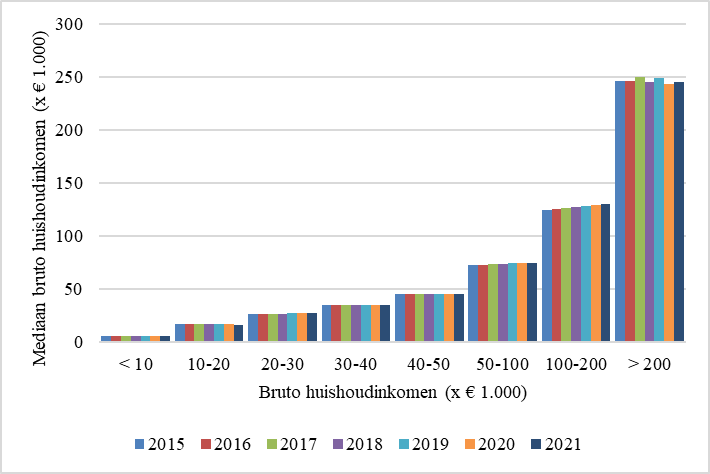 300
250
200
150
100
50
0
Mediaan bruto huishoudinkomen (x € 1.000)
< 10 10-20 20-30 30-40 40-50 50-100 100-200 > 200
Bruto huishoudinkomen (x € 1.000)
2015 2016 2017 2018 2019 2020 2021